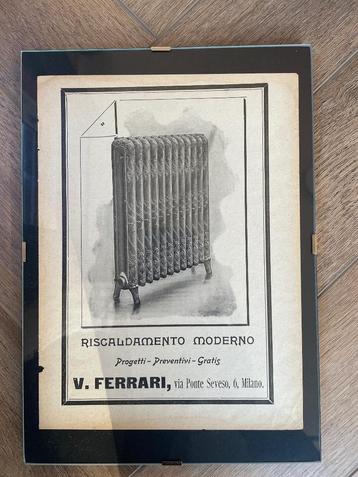 RISCALDAMENTO MODERNO
Progetti - Preventivi - Gratis
V. FERRARI, via Ponte Seveso, 6, Milano.